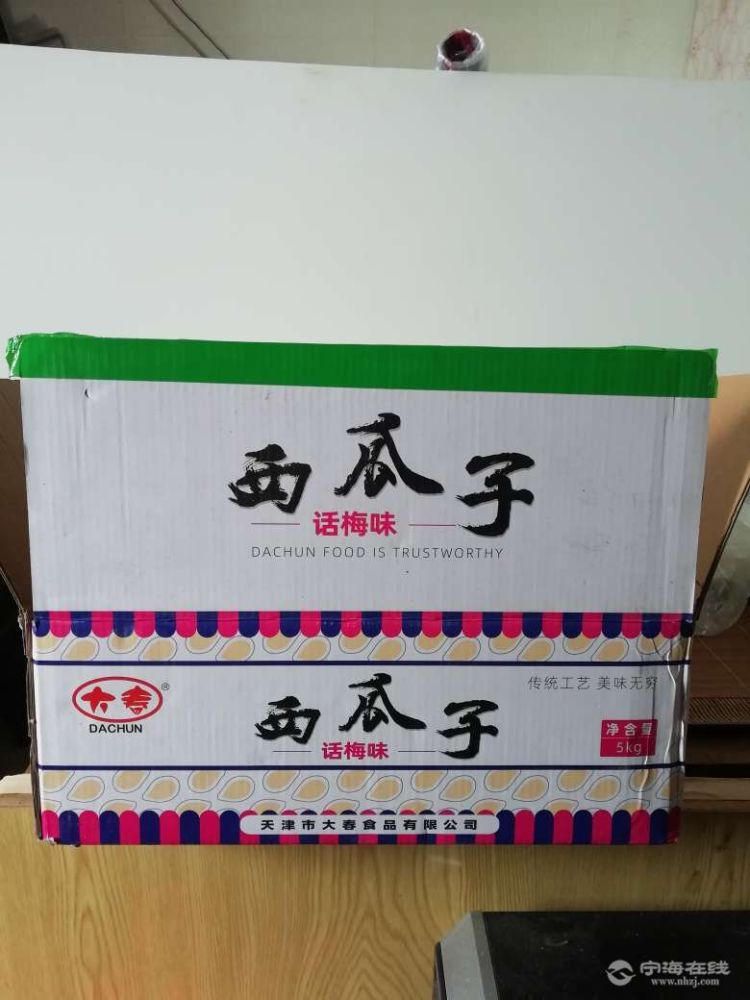 西瓜子
话梅味
DACHUN FOOD IS TRUSTWORTHY
大春®
DACHUN
传统工艺 美味无穷
西瓜子
话梅味
净含量
5kg
天津市大春食品有限公司
宁海在线
www.nhzj.com